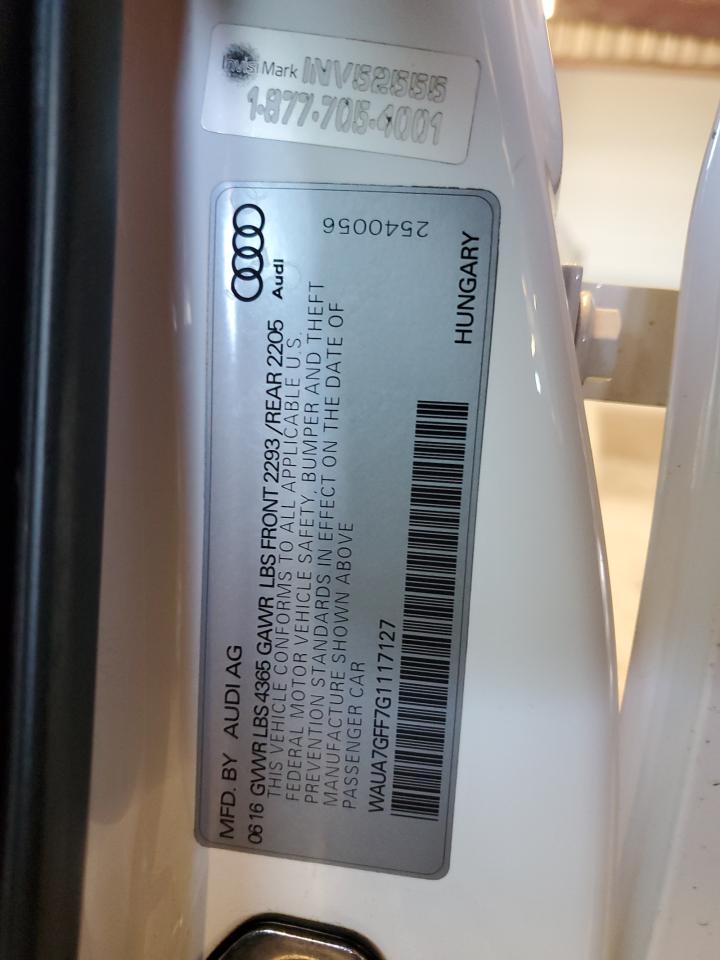 InvisiMark INV52555
1-877-705-4001
MFD. BY AUDI AG
Audi
0616 GVWR LBS 4365 GAWR LBS FRONT 2293 /REAR 2205
THIS VEHICLE CONFORMS TO ALL APPLICABLE U.S.
FEDERAL MOTOR VEHICLE SAFETY, BUMPER AND THEFT
PREVENTION STANDARDS IN EFFECT ON THE DATE OF
MANUFACTURE SHOWN ABOVE
PASSENGER CAR
2540056
WAUA7GFF7G1117127
HUNGARY